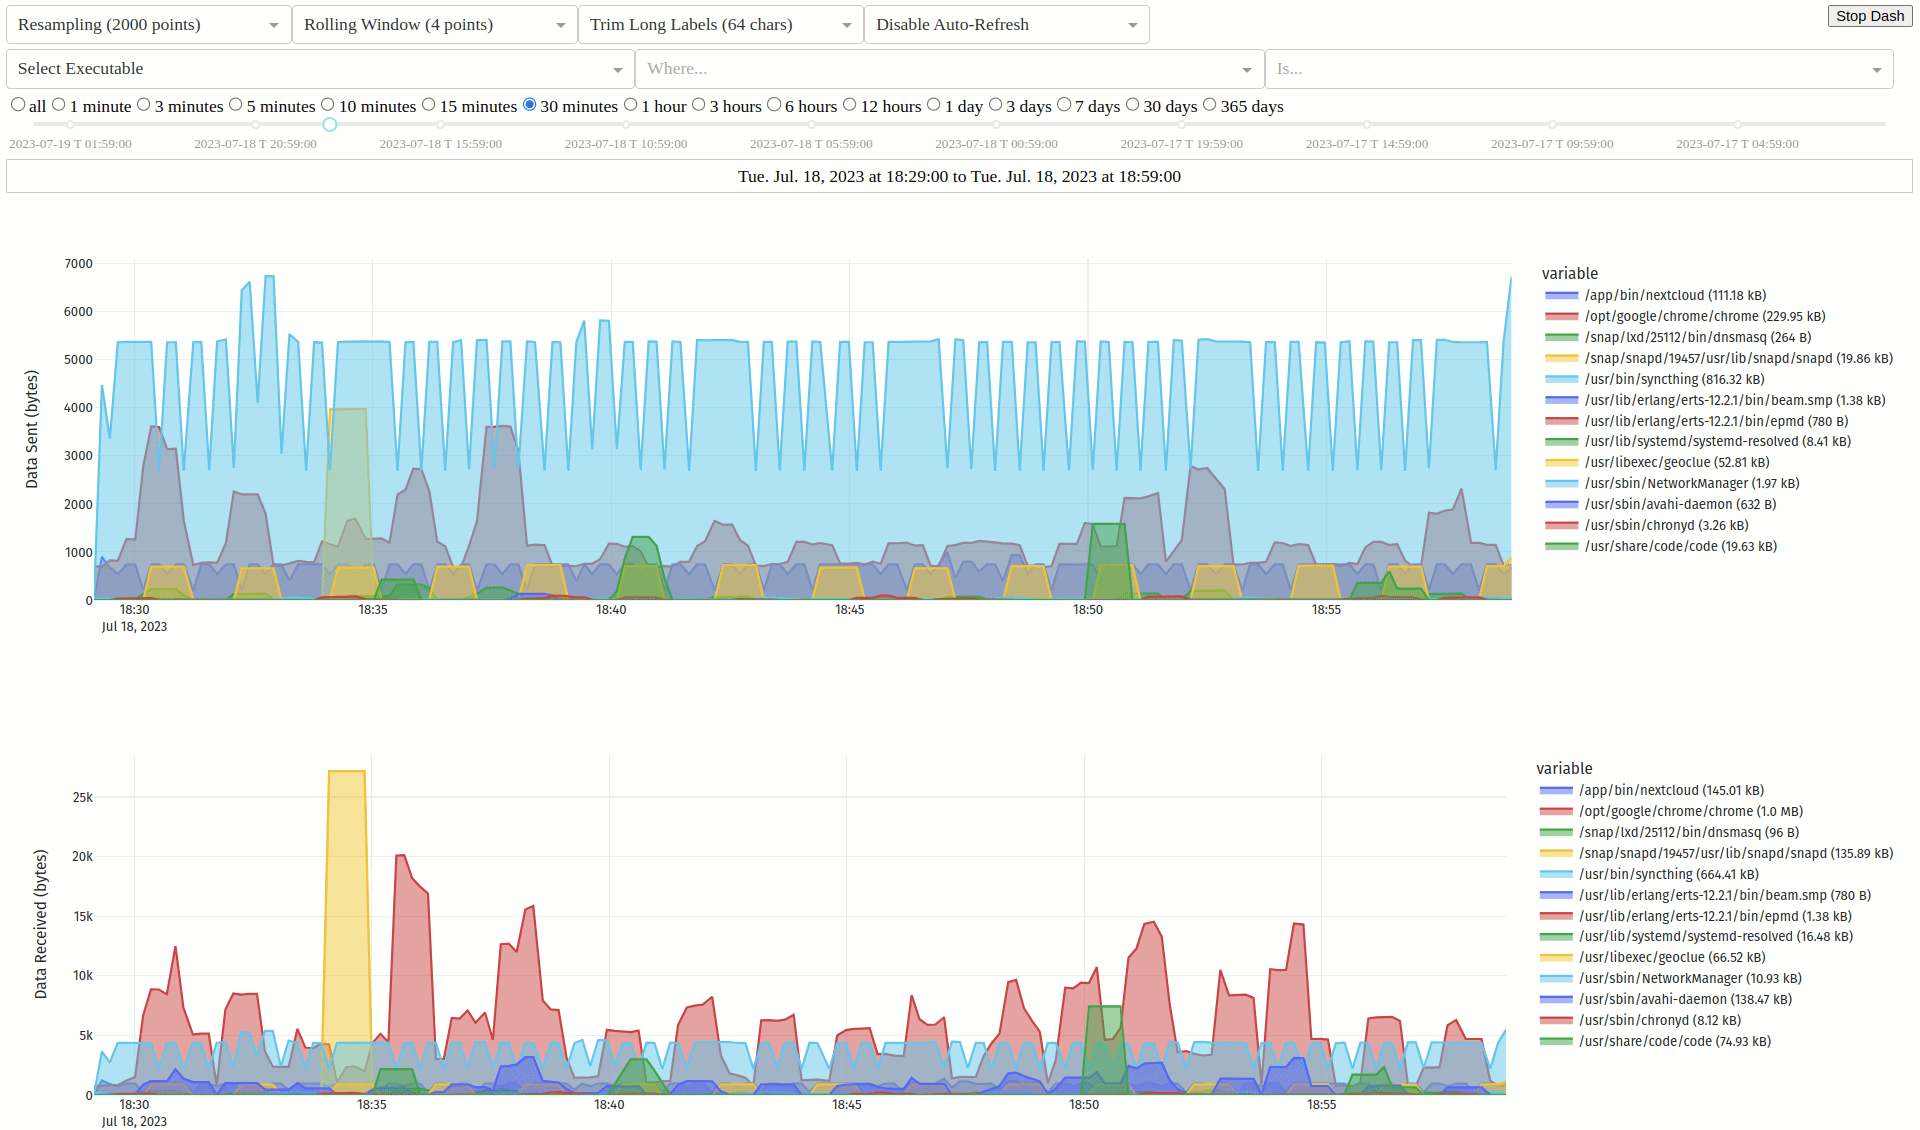 Resampling (2000 points) Rolling Window (4 points) Trim Long Labels (64 chars) Disable Auto-Refresh Stop Dash
Select Executable Where... Is...
all 1 minute 3 minutes 5 minutes 10 minutes 15 minutes 30 minutes 1 hour 3 hours 6 hours 12 hours 1 day 3 days 7 days 30 days 365 days
2023-07-19 T 01:59:00 2023-07-18 T 20:59:00 2023-07-18 T 15:59:00 2023-07-18 T 10:59:00 2023-07-18 T 05:59:00 2023-07-18 T 00:59:00 2023-07-17 T 19:59:00 2023-07-17 T 14:59:00 2023-07-17 T 09:59:00 2023-07-17 T 04:59:00
Tue. Jul. 18, 2023 at 18:29:00 to Tue. Jul. 18, 2023 at 18:59:00
Data Sent (bytes)
7000
6000
5000
4000
3000
2000
1000
0
18:30 18:35 18:40 18:45 18:50 18:55
Jul 18, 2023
variable
/app/bin/nextcloud (111.18 kB)
/opt/google/chrome/chrome (229.95 kB)
/snap/lxd/25112/bin/dnsmasq (264 B)
/snap/snapd/19457/usr/lib/snapd/snapd (19.86 kB)
/usr/bin/syncthing (816.32 kB)
/usr/lib/erlang/erts-12.2.1/bin/beam.smp (1.38 kB)
/usr/lib/erlang/erts-12.2.1/bin/epmd (780 B)
/usr/lib/systemd/systemd-resolved (8.41 kB)
/usr/libexec/geoclue (52.81 kB)
/usr/sbin/NetworkManager (1.97 kB)
/usr/sbin/avahi-daemon (632 B)
/usr/sbin/chronyd (3.26 kB)
/usr/share/code/code (19.63 kB)
Data Received (bytes)
25k
20k
15k
10k
5k
0
18:30 18:35 18:40 18:45 18:50 18:55
Jul 18, 2023
variable
/app/bin/nextcloud (145.01 kB)
/opt/google/chrome/chrome (1.0 MB)
/snap/lxd/25112/bin/dnsmasq (96 B)
/snap/snapd/19457/usr/lib/snapd/snapd (135.89 kB)
/usr/bin/syncthing (664.41 kB)
/usr/lib/erlang/erts-12.2.1/bin/beam.smp (780 B)
/usr/lib/erlang/erts-12.2.1/bin/epmd (1.38 kB)
/usr/lib/systemd/systemd-resolved (16.48 kB)
/usr/libexec/geoclue (66.52 kB)
/usr/sbin/NetworkManager (10.93 kB)
/usr/sbin/avahi-daemon (138.47 kB)
/usr/sbin/chronyd (8.12 kB)
/usr/share/code/code (74.93 kB)